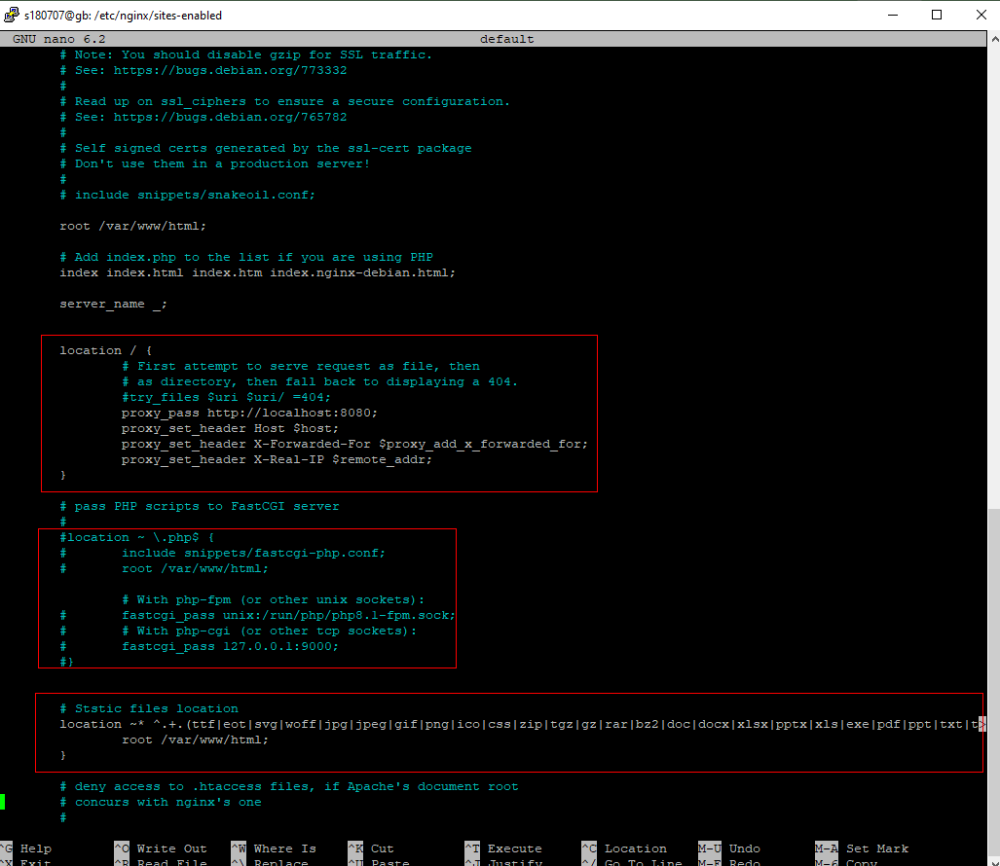 s180707@gb: /etc/nginx/sites-enabled
GNU nano 6.2 default
# Note: You should disable gzip for SSL traffic.
# See: https://bugs.debian.org/773332
#
# Read up on ssl_ciphers to ensure a secure configuration.
# See: https://bugs.debian.org/765782
#
# Self signed certs generated by the ssl-cert package
# Don't use them in a production server!
#
# include snippets/snakeoil.conf;
root /var/www/html;
# Add index.php to the list if you are using PHP
index index.html index.htm index.nginx-debian.html;
server_name _;
location / {
# First attempt to serve request as file, then
# as directory, then fall back to displaying a 404.
#try_files $uri $uri/ =404;
proxy_pass http://localhost:8080;
proxy_set_header Host $host;
proxy_set_header X-Forwarded-For $proxy_add_x_forwarded_for;
proxy_set_header X-Real-IP $remote_addr;
}
# pass PHP scripts to FastCGI server
#
#location ~ \.php$ {
# include snippets/fastcgi-php.conf;
# root /var/www/html;
# With php-fpm (or other unix sockets):
# fastcgi_pass unix:/run/php/php8.1-fpm.sock;
# # With php-cgi (or other tcp sockets):
# fastcgi_pass 127.0.0.1:9000;
#}
# Ststic files location
location ~* ^.+.(ttf|eot|svg|woff|jpg|jpeg|gif|png|ico|css|zip|tgz|gz|rar|bz2|doc|docx|xlsx|pptx|xls|exe|pdf|ppt|txt|t>
root /var/www/html;
}
# deny access to .htaccess files, if Apache's document root
# concurs with nginx's one
#
^G Help ^O Write Out ^W Where Is ^K Cut ^T Execute ^C Location M-U Undo M-A Set Mark
^X Exit ^R Read File ^\ Replace ^U Paste ^J Justify ^/ Go To Line M-E Redo M-6 Copy